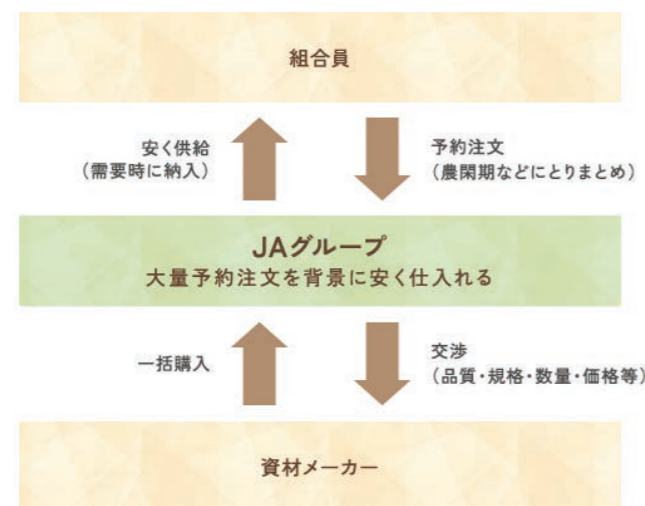 組合員
安く供給
（需要時に納入）
予約注文
（農閑期などにとりまとめ）
JAグループ
大量予約注文を背景に安く仕入れる
一括購入
交渉
（品質・規格・数量・価格等）
資材メーカー